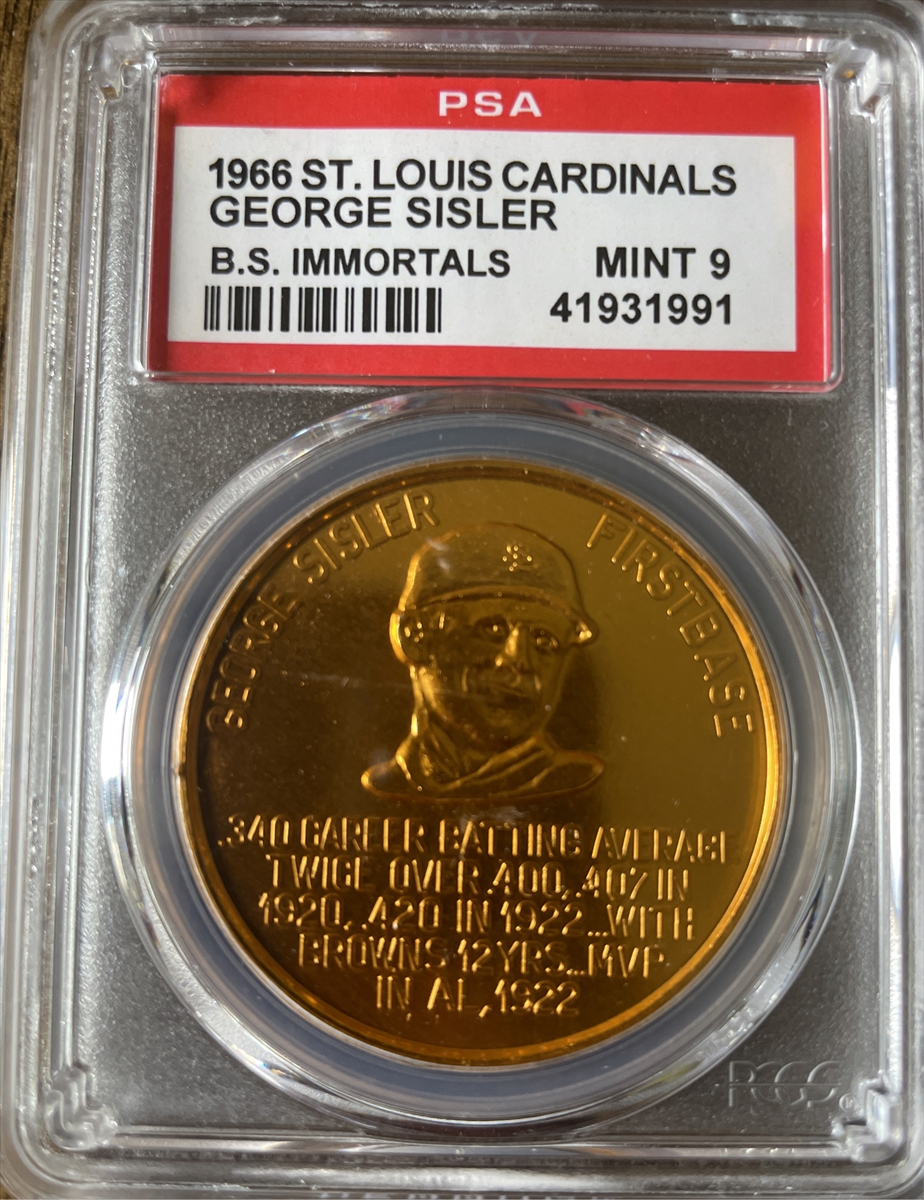 PSA
1966 ST. LOUIS CARDINALS
GEORGE SISLER
B.S. IMMORTALS MINT 9
41931991
GEORGE SISLER FIRSTBASE
.340 CAREER BATTING AVERAGE
TWICE OVER .400, .407 IN
1920, .420 IN 1922...WITH
BROWNS 12 YRS...MVP
IN AL, 1922
PCGS